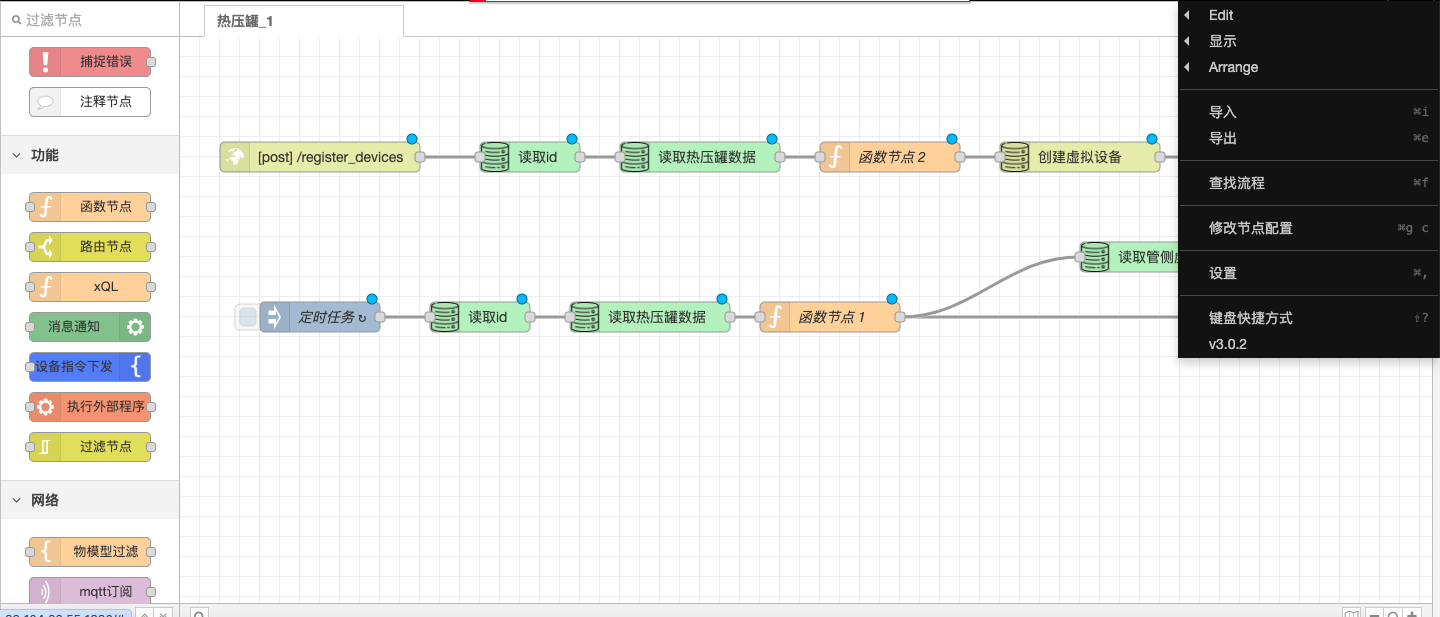 过滤节点
热压罐_1
捕捉错误
注释节点
功能
函数节点
路由节点
xQL
消息通知
设备指令下发
执行外部程序
过滤节点
网络
物模型过滤
mqtt订阅
[post] /register_devices
读取id
读取热压罐数据
函数节点 2
创建虚拟设备
读取管侧
定时任务 ↻
读取id
读取热压罐数据
函数节点 1
Edit
显示
Arrange
导入 ⌘i
导出 ⌘e
查找流程 ⌘f
修改节点配置 ⌘g c
设置 ⌘,
键盘快捷方式 ⇧?
v3.0.2